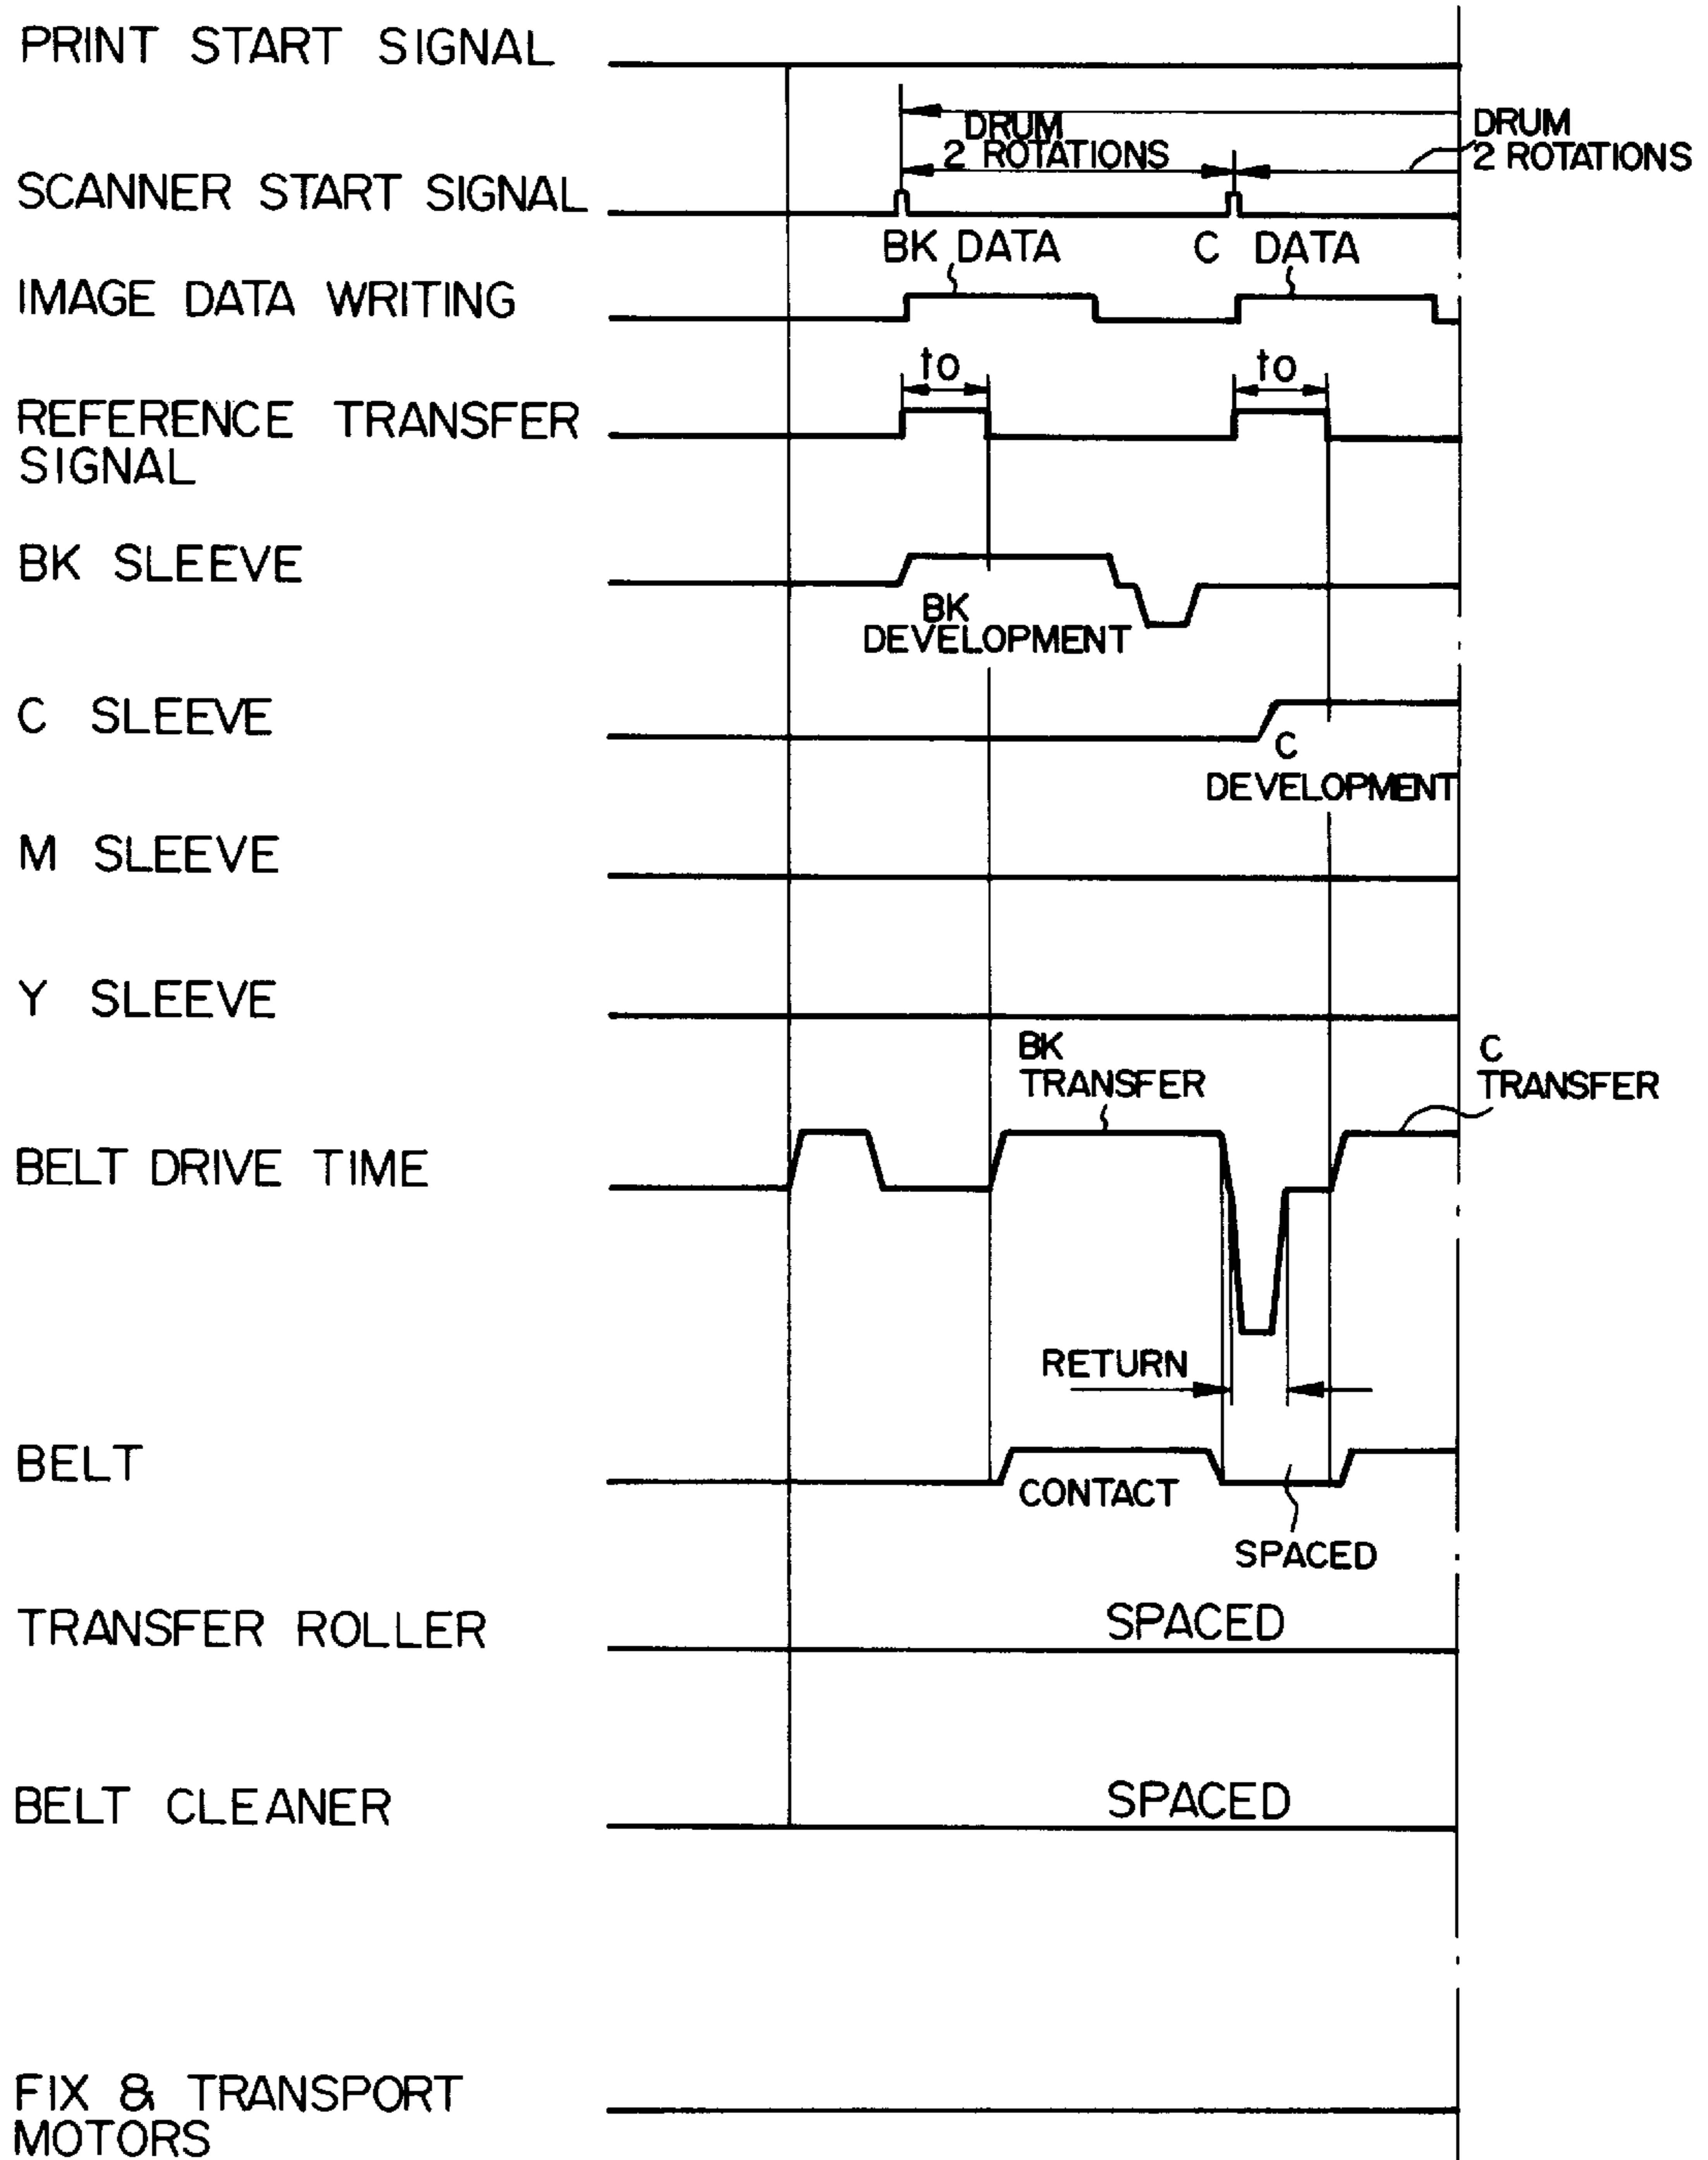 PRINT START SIGNAL
DRUM
2 ROTATIONS
DRUM
2 ROTATIONS
SCANNER START SIGNAL
BK DATA
C DATA
IMAGE DATA WRITING
to
to
REFERENCE TRANSFER
SIGNAL
BK SLEEVE
BK
DEVELOPMENT
C SLEEVE
C
DEVELOPMENT
M SLEEVE
Y SLEEVE
BK
TRANSFER
C
TRANSFER
BELT DRIVE TIME
RETURN
BELT
CONTACT
SPACED
TRANSFER ROLLER
SPACED
BELT CLEANER
SPACED
FIX & TRANSPORT
MOTORS